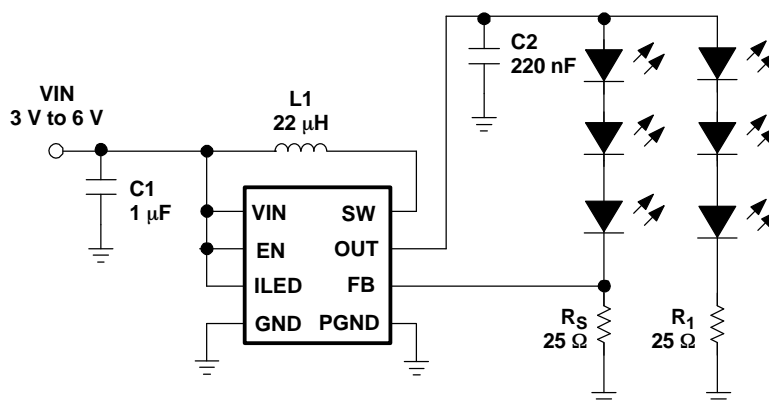 C2
220 nF
VIN
3 V to 6 V
L1
22 μH
C1
1 μF
VIN
SW
EN
OUT
ILED
FB
GND
PGND
RS
25 Ω
R1
25 Ω